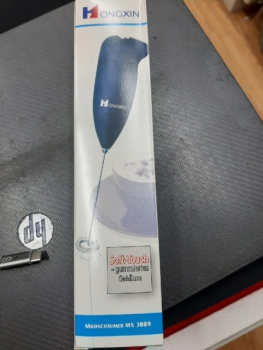 HONGXIN
HONGXIN
Soft-touch
-gummiertes
Gehäuse
MILCHSCHÄUMER MS 3089